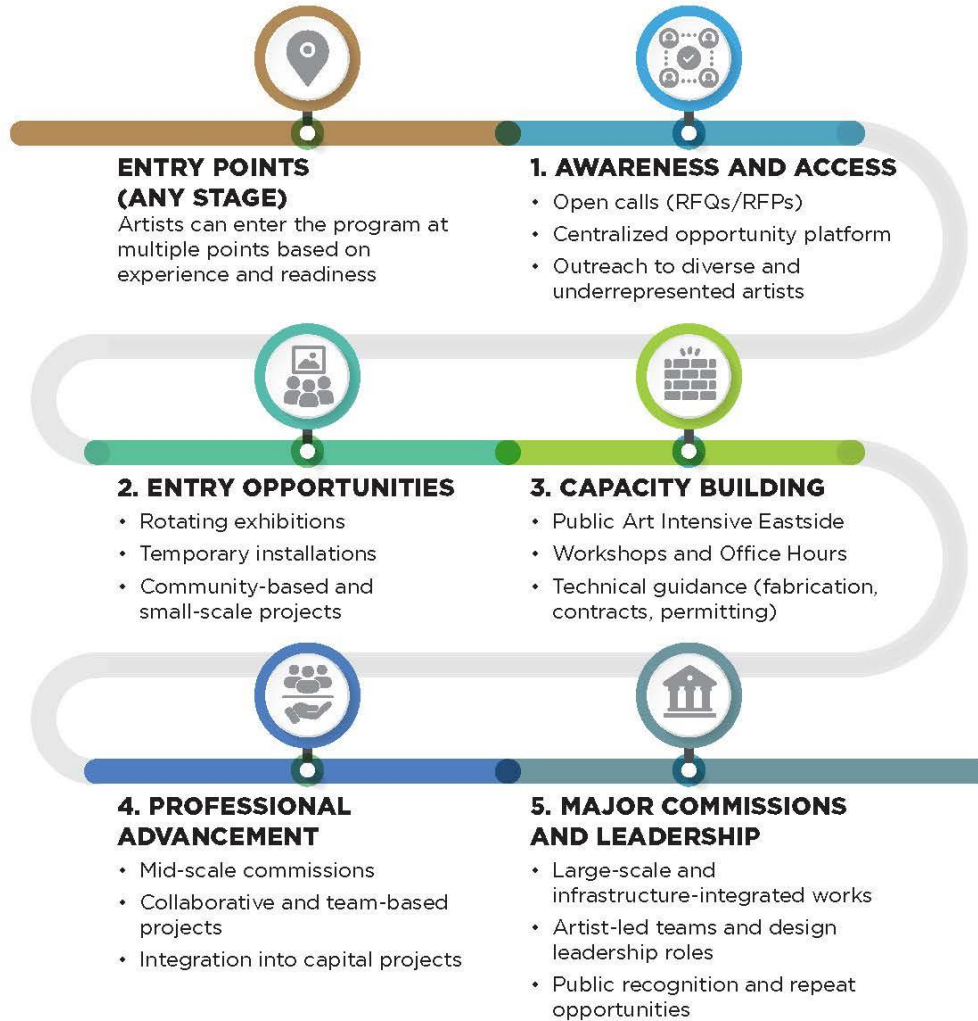 ENTRY POINTS
(ANY STAGE)
Artists can enter the program at
multiple points based on
experience and readiness
1. AWARENESS AND ACCESS
• Open calls (RFQs/RFPs)
• Centralized opportunity platform
• Outreach to diverse and
underrepresented artists
2. ENTRY OPPORTUNITIES
• Rotating exhibitions
• Temporary installations
• Community-based and
small-scale projects
3. CAPACITY BUILDING
• Public Art Intensive Eastside
• Workshops and Office Hours
• Technical guidance (fabrication,
contracts, permitting)
4. PROFESSIONAL
ADVANCEMENT
• Mid-scale commissions
• Collaborative and team-based
projects
• Integration into capital projects
5. MAJOR COMMISSIONS
AND LEADERSHIP
• Large-scale and
infrastructure-integrated works
• Artist-led teams and design
leadership roles
• Public recognition and repeat
opportunities